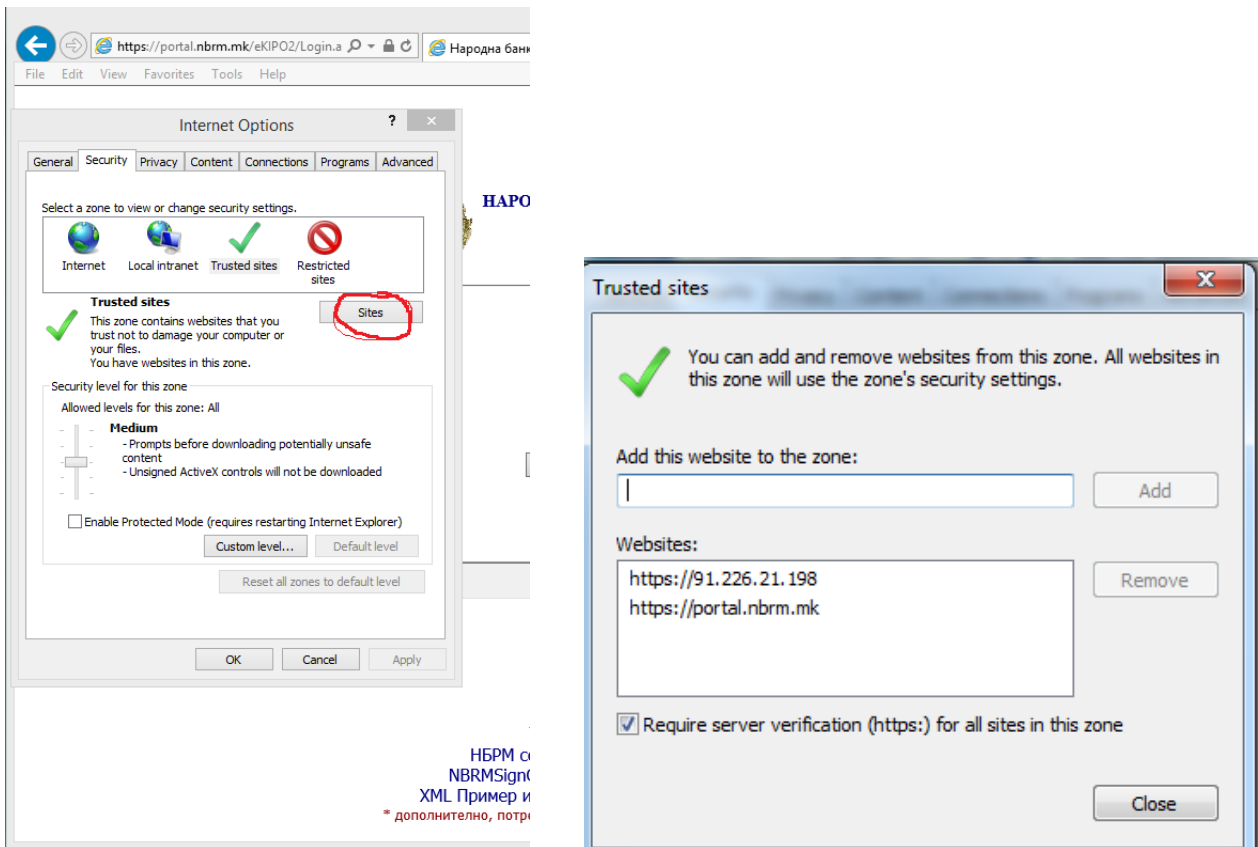 https://portal.nbrm.mk/eKIPO2/Login.a
Народна банк
File Edit View Favorites Tools Help
Internet Options
?
General Security Privacy Content Connections Programs Advanced
Select a zone to view or change security settings.
Internet Local intranet Trusted sites Restricted sites
Trusted sites
Sites
This zone contains websites that you
trust not to damage your computer or
your files.
You have websites in this zone.
Security level for this zone
Allowed levels for this zone: All
Medium
- Prompts before downloading potentially unsafe
content
- Unsigned ActiveX controls will not be downloaded
Enable Protected Mode (requires restarting Internet Explorer)
Custom level... Default level
Reset all zones to default level
OK Cancel Apply
НАРО
НБРМ се
NBRMSign
XML Пример и
* дополнително, потре
Trusted sites
You can add and remove websites from this zone. All websites in
this zone will use the zone's security settings.
Add this website to the zone:
Add
Websites:
https://91.226.21.198
https://portal.nbrm.mk
Remove
Require server verification (https:) for all sites in this zone
Close